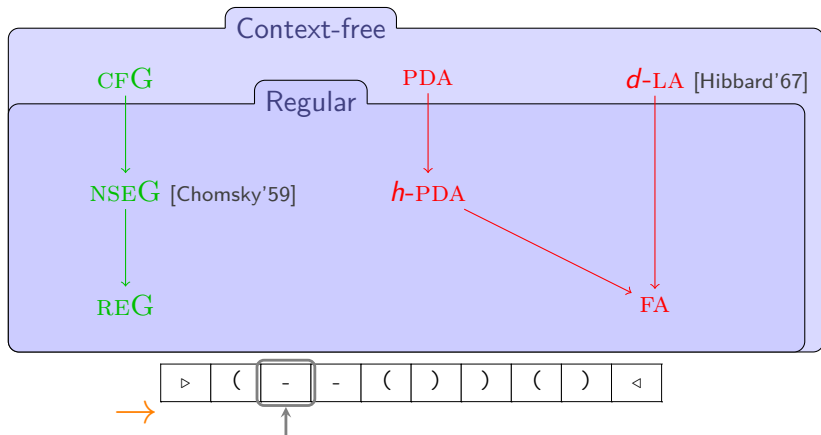 Context-free
CFG PDA d-LA [Hibbard'67]
Regular
NSEG [Chomsky'59] h-PDA
REG FA
▷ ( - - ( ) ) ( ) ◁